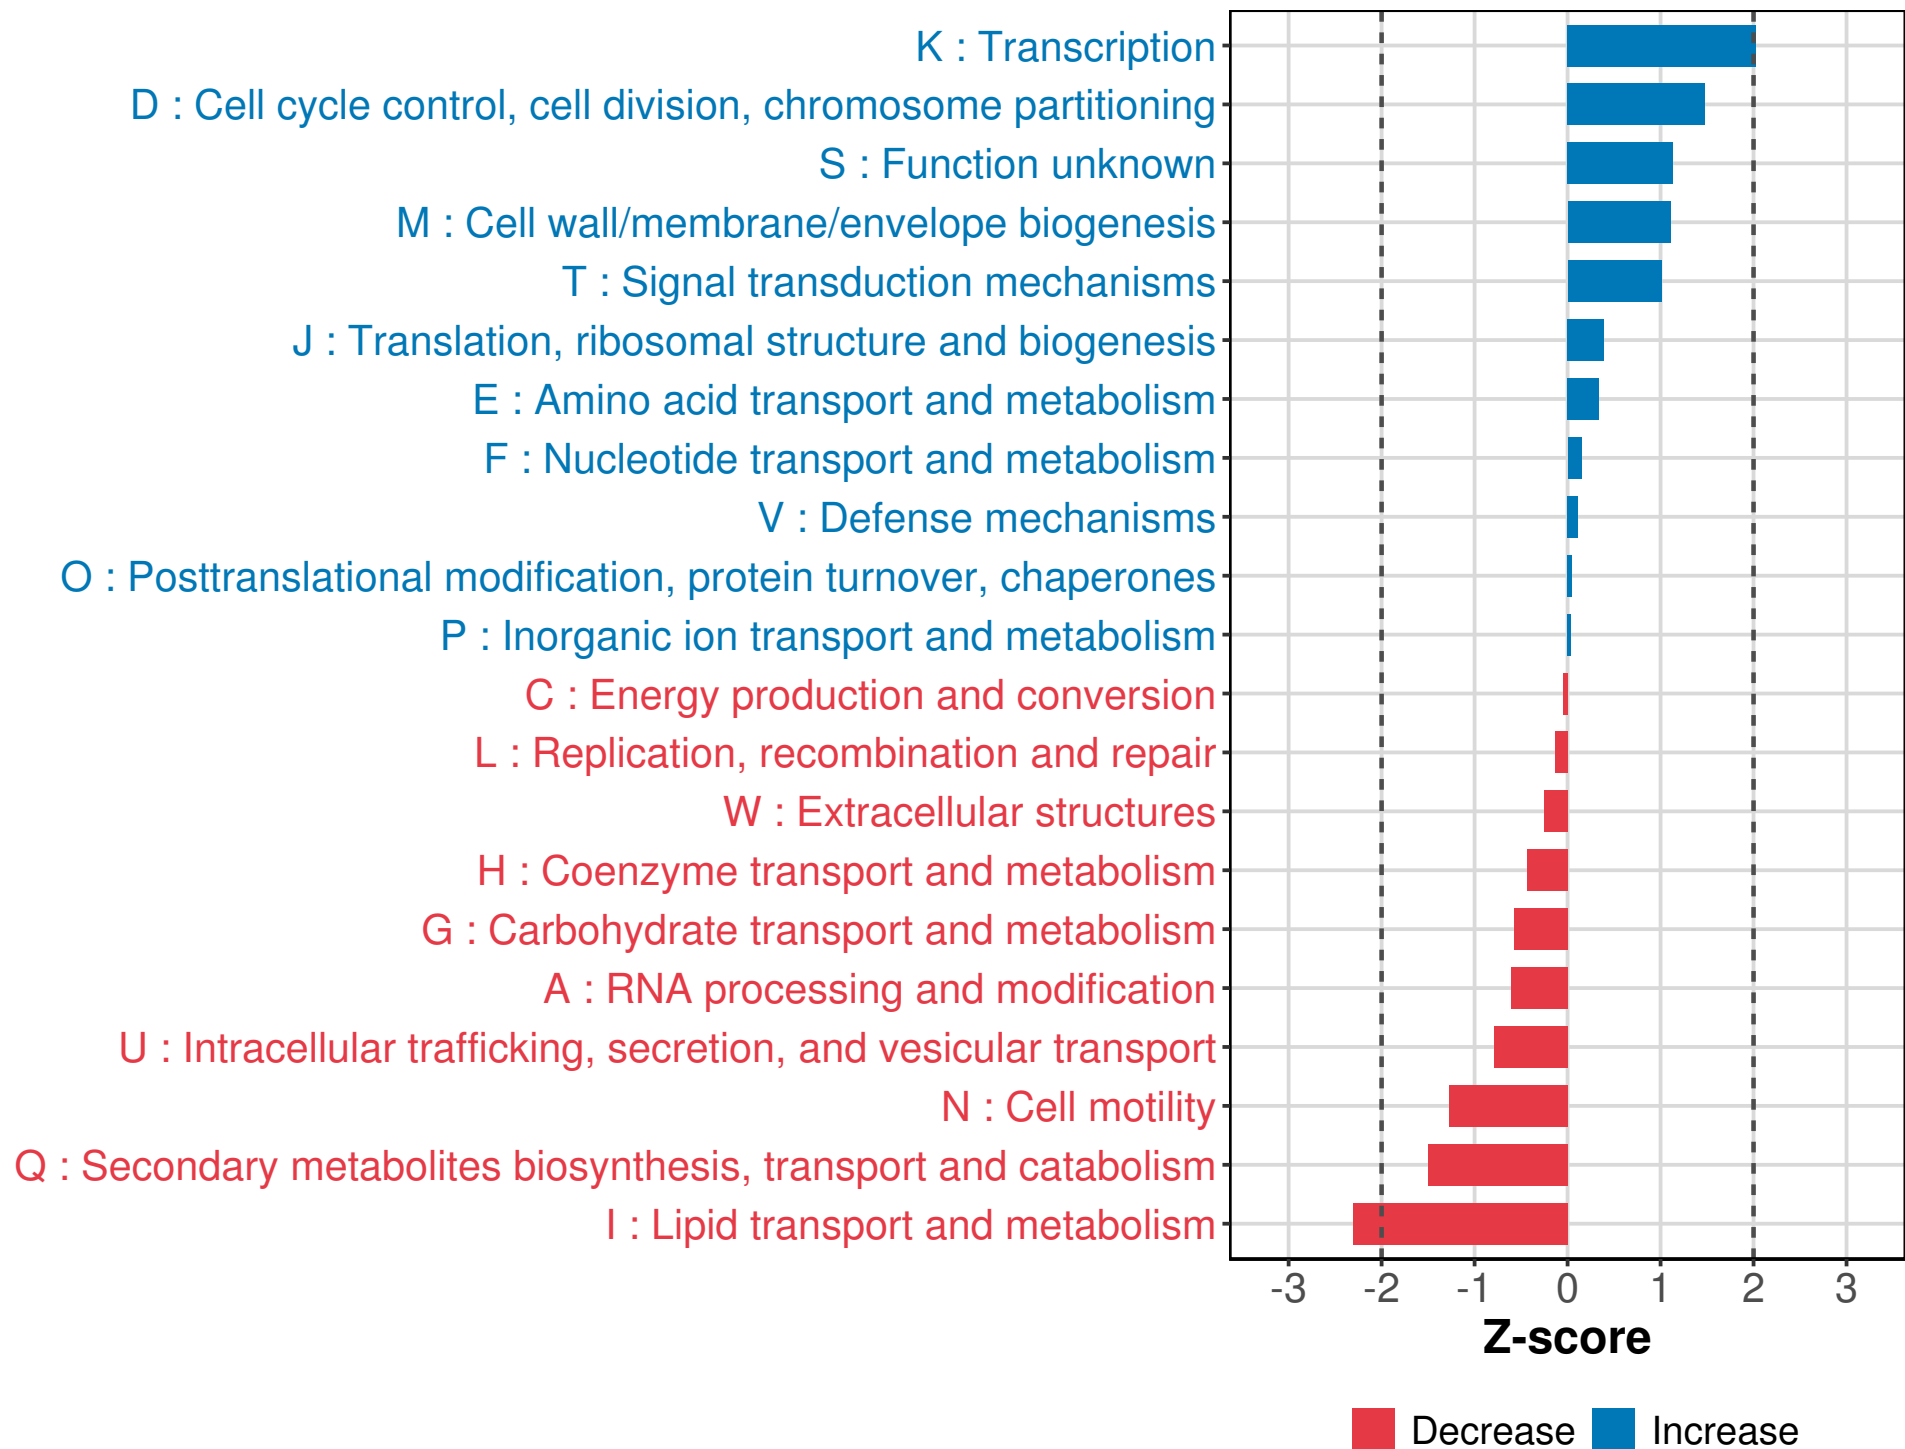 K : Transcription
D : Cell cycle control, cell division, chromosome partitioning
S : Function unknown
M : Cell wall/membrane/envelope biogenesis
T : Signal transduction mechanisms
J : Translation, ribosomal structure and biogenesis
E : Amino acid transport and metabolism
F : Nucleotide transport and metabolism
V : Defense mechanisms
O : Posttranslational modification, protein turnover, chaperones
P : Inorganic ion transport and metabolism
C : Energy production and conversion
L : Replication, recombination and repair
W : Extracellular structures
H : Coenzyme transport and metabolism
G : Carbohydrate transport and metabolism
A : RNA processing and modification
U : Intracellular trafficking, secretion, and vesicular transport
N : Cell motility
Q : Secondary metabolites biosynthesis, transport and catabolism
I : Lipid transport and metabolism
-3 -2 -1 0 1 2 3
Z-score
Decrease Increase